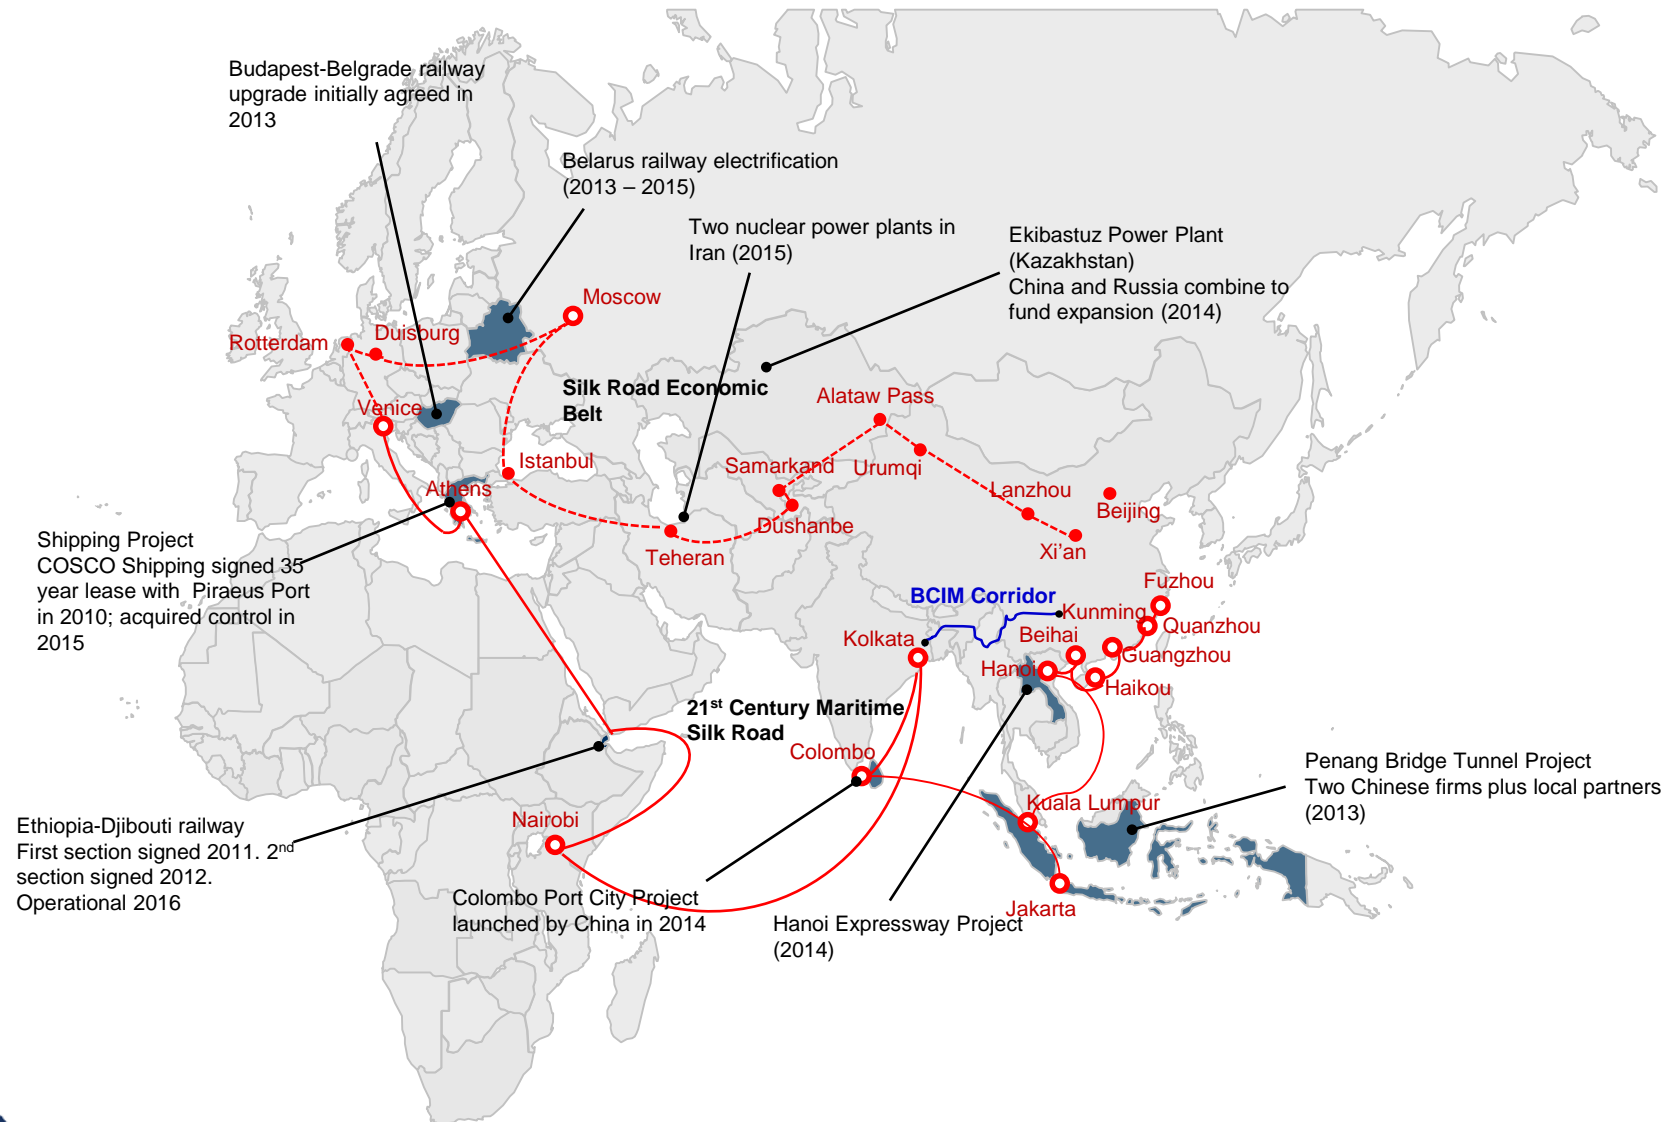 Budapest-Belgrade railway
upgrade initially agreed in
2013
Belarus railway electrification
(2013 – 2015)
Two nuclear power plants in
Iran (2015)
Ekibastuz Power Plant
(Kazakhstan)
China and Russia combine to
fund expansion (2014)
Moscow
Duisburg
Rotterdam
Silk Road Economic
Belt
Alataw Pass
Venice
Istanbul
Samarkand
Urumqi
Athens
Lanzhou
Beijing
Dushanbe
Teheran
Xi'an
Shipping Project
COSCO Shipping signed 35
year lease with Piraeus Port
in 2010; acquired control in
2015
Fuzhou
BCIM Corridor
Kunming
Quanzhou
Kolkata
Beihai
Guangzhou
Hanoi
Haikou
21st Century Maritime
Silk Road
Colombo
Penang Bridge Tunnel Project
Two Chinese firms plus local partners
(2013)
Kuala Lumpur
Nairobi
Ethiopia-Djibouti railway
First section signed 2011. 2nd
section signed 2012.
Operational 2016
Colombo Port City Project
launched by China in 2014
Jakarta
Hanoi Expressway Project
(2014)